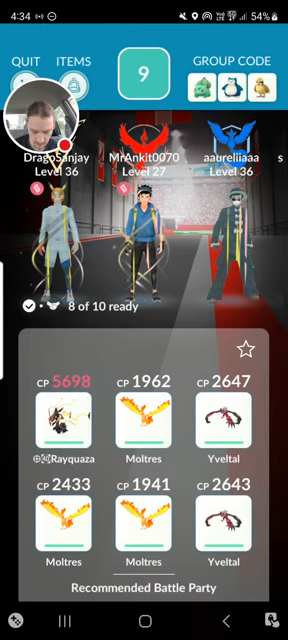 4:34
54%
QUIT
ITEMS
9
GROUP CODE
DragoSanjay
Level 36
MrAnkit0070
Level 27
aaureliiaaa
Level 36
s
8 of 10 ready
CP 5698
CP 1962
CP 2647
Rayquaza
Moltres
Yveltal
CP 2433
CP 1941
CP 2643
Moltres
Moltres
Yveltal
Recommended Battle Party